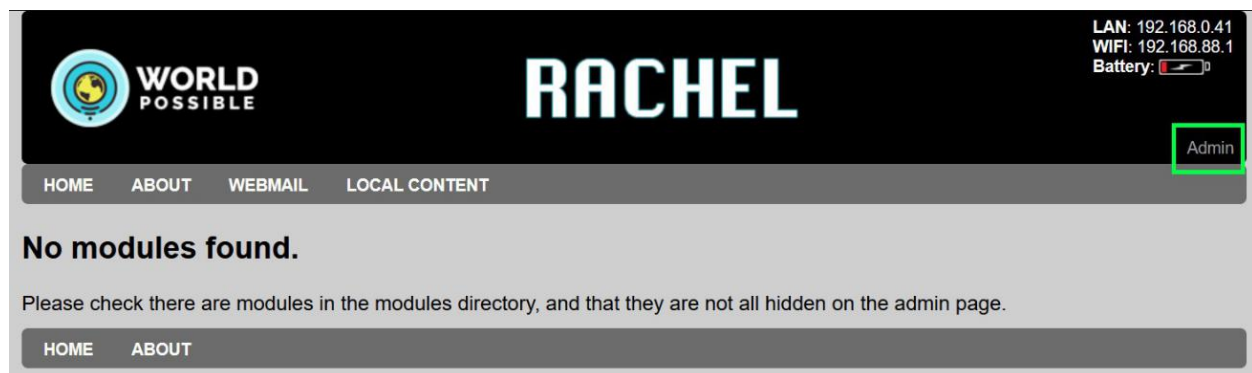 WORLD
POSSIBLE
RACHEL
LAN: 192.168.0.41
WIFI: 192.168.88.1
Battery:
Admin
HOME ABOUT WEBMAIL LOCAL CONTENT
No modules found.
Please check there are modules in the modules directory, and that they are not all hidden on the admin page.
HOME ABOUT